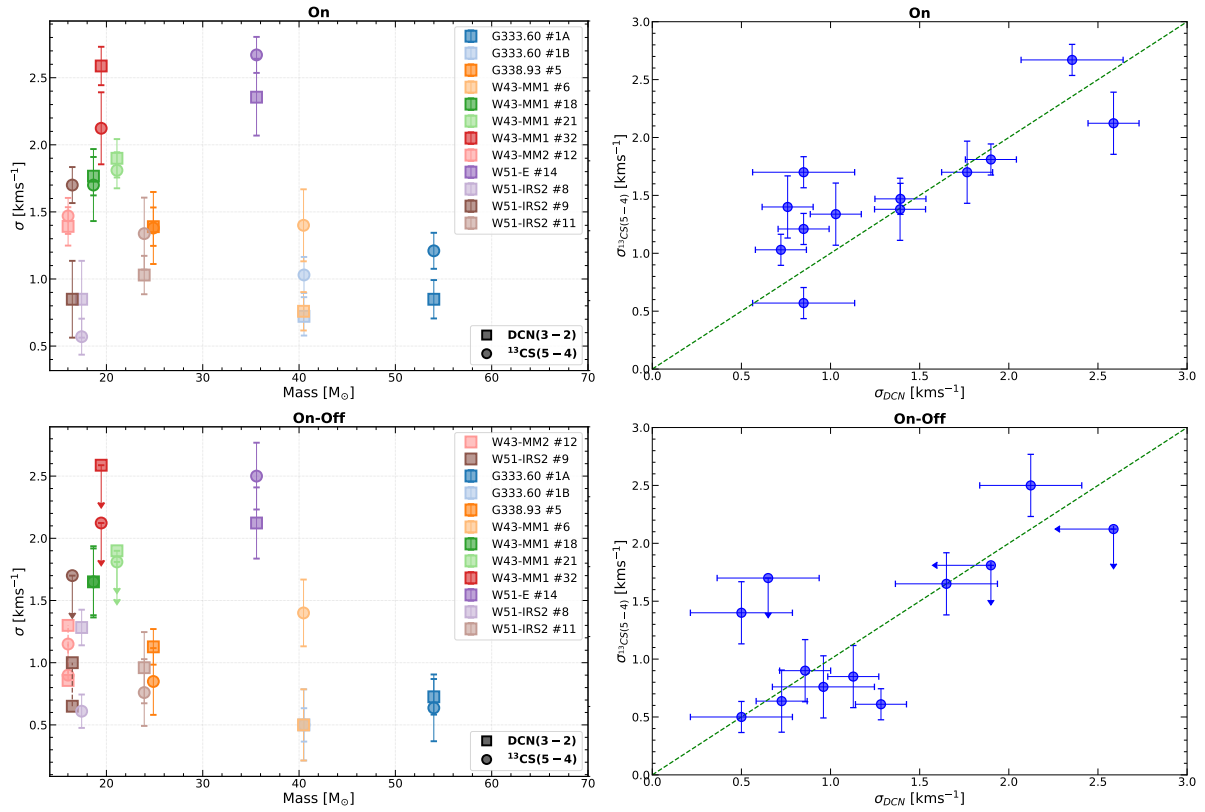 On
σ [kms⁻¹]
2.5
2.0
1.5
1.0
0.5
20
30
40
50
60
70
Mass [M☉]
G333.60 #1A
G333.60 #1B
G338.93 #5
W43-MM1 #6
W43-MM1 #18
W43-MM1 #21
W43-MM1 #32
W43-MM2 #12
W51-E #14
W51-IRS2 #8
W51-IRS2 #9
W51-IRS2 #11
DCN(3−2)
¹³CS(5−4)
On
σ¹³CS(5−4) [kms⁻¹]
3.0
2.5
2.0
1.5
1.0
0.5
0.0
0.0
0.5
1.0
1.5
2.0
2.5
3.0
σDCN [kms⁻¹]
On-Off
σ [kms⁻¹]
2.5
2.0
1.5
1.0
0.5
20
30
40
50
60
70
Mass [M☉]
W43-MM2 #12
W51-IRS2 #9
G333.60 #1A
G333.60 #1B
G338.93 #5
W43-MM1 #6
W43-MM1 #18
W43-MM1 #21
W43-MM1 #32
W51-E #14
W51-IRS2 #8
W51-IRS2 #11
DCN(3−2)
¹³CS(5−4)
On-Off
σ¹³CS(5−4) [kms⁻¹]
3.0
2.5
2.0
1.5
1.0
0.5
0.0
0.0
0.5
1.0
1.5
2.0
2.5
3.0
σDCN [kms⁻¹]